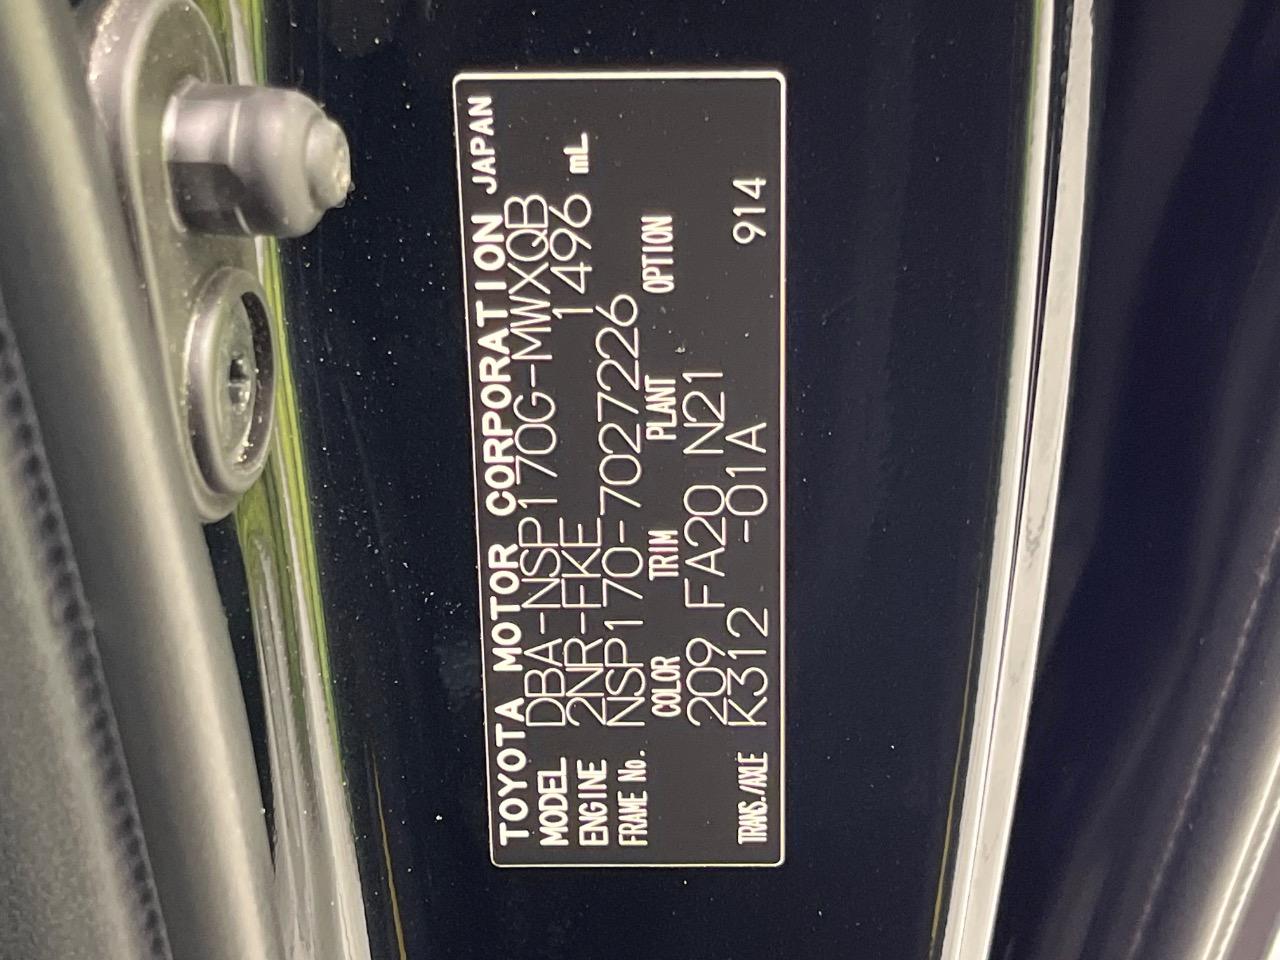 TOYOTA MOTOR CORPORATION JAPAN
MODEL DBA-NSP170G-MWXQB
ENGINE 2NR-FKE 1496 mL
FRAME No. NSP170-7027226
COLOR TRIM PLANT OPTION
209 FA20 N21
TRANS./AXLE K312 -01A 914